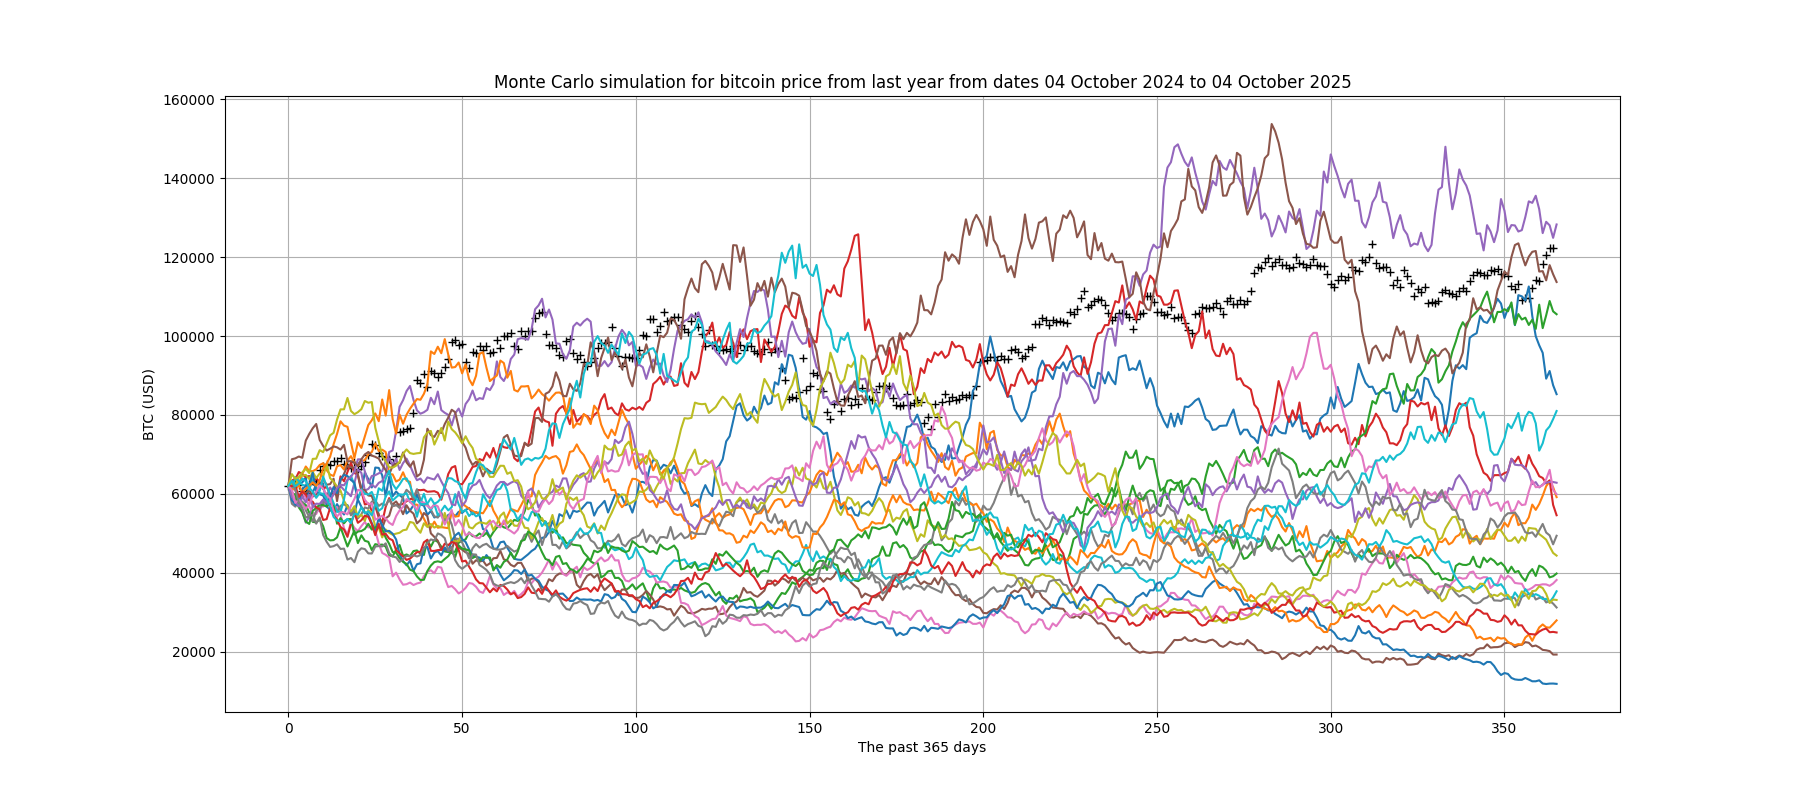 Monte Carlo simulation for bitcoin price from last year from dates 04 October 2024 to 04 October 2025
160000
140000
120000
100000
80000
60000
40000
20000
BTC (USD)
0 50 100 150 200 250 300 350
The past 365 days